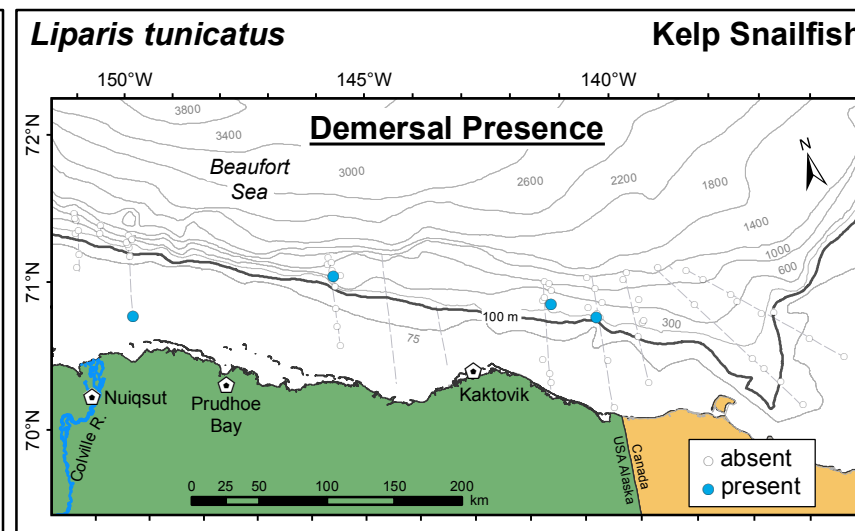 Liparis tunicatus
Kelp Snailfish
150°W
145°W
140°W
72°N
71°N
70°N
Demersal Presence
Beaufort
Sea
N
3800
3400
3000
2600
2200
1800
1400
1000
600
300
100 m
75
Nuiqsut
Prudhoe
Bay
Kaktovik
Colville R.
USA Alaska
Canada
0 25 50 100 150 200
km
absent
present